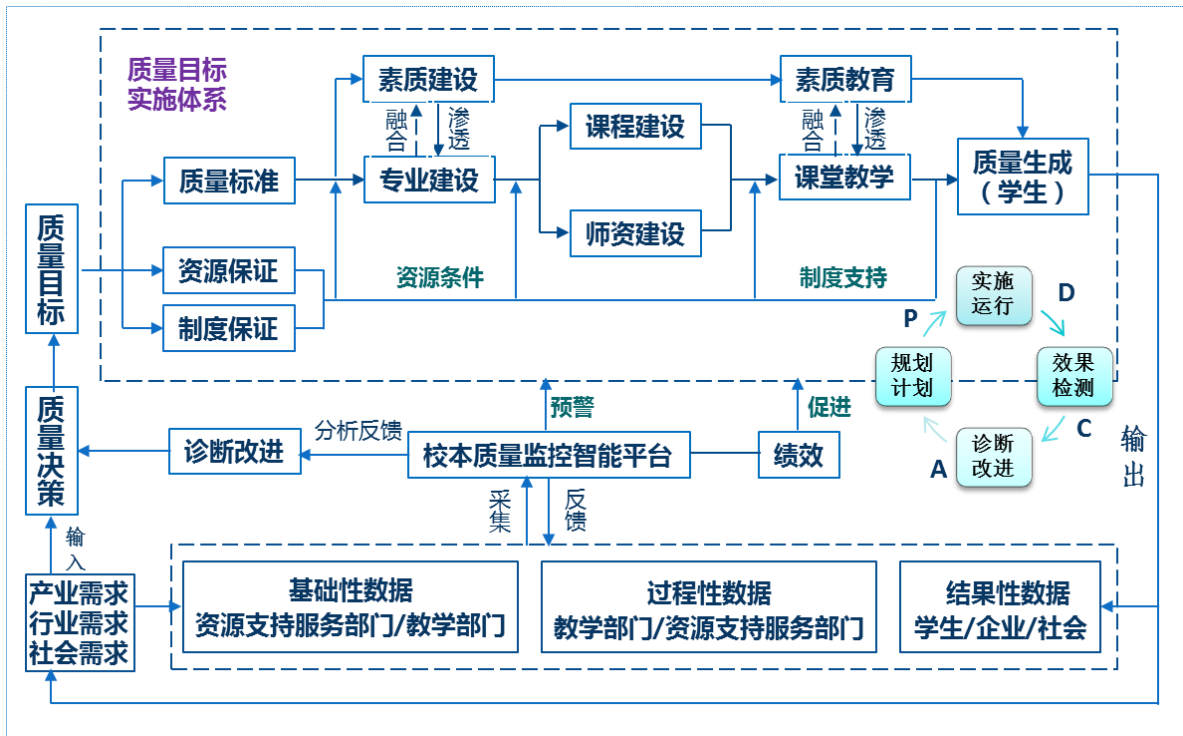 质量目标
实施体系
素质建设
素质教育
融合
渗透
课程建设
融合
渗透
质量标准
专业建设
课堂教学
质量生成
（学生）
师资建设
质量目标
资源保证
资源条件
制度支持
制度保证
实施
运行
P
D
规划
计划
效果
检测
预警
促进
C
A
诊断
改进
质量决策
诊断改进
分析反馈
校本质量监控智能平台
绩效
输出
采集
反馈
输入
产业需求
行业需求
社会需求
基础性数据
资源支持服务部门/教学部门
过程性数据
教学部门/资源支持服务部门
结果性数据
学生/企业/社会